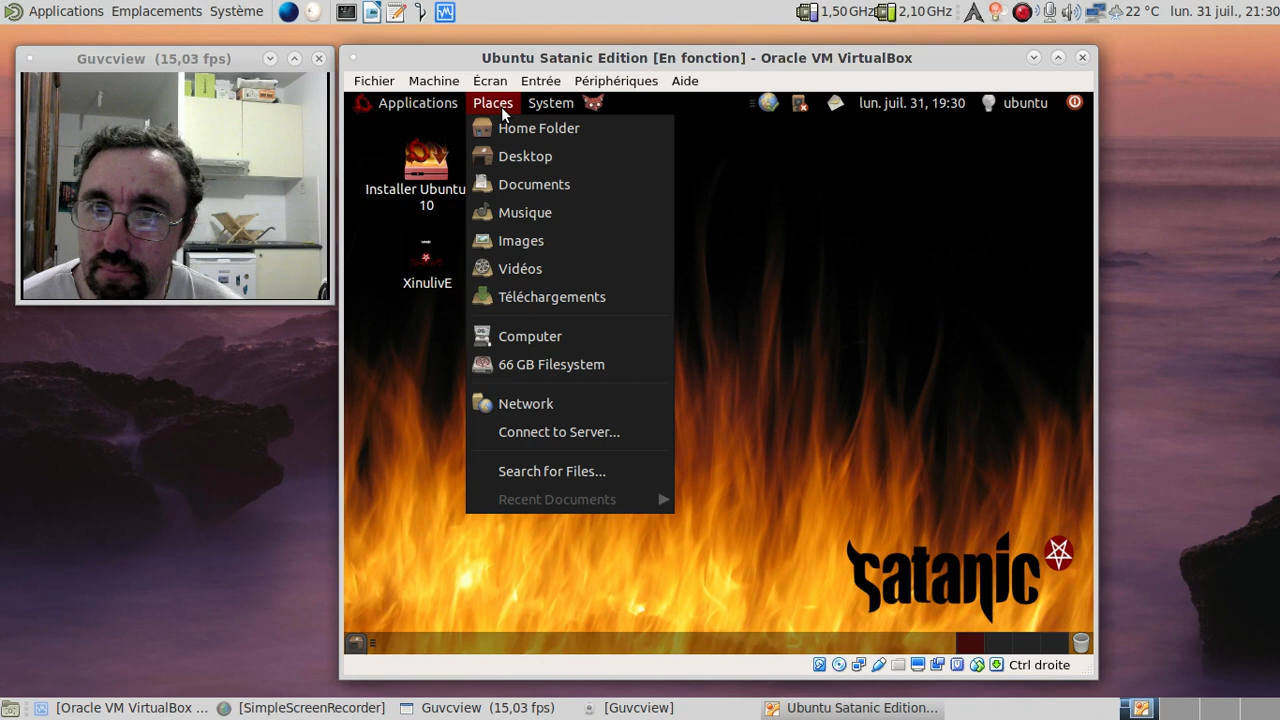 Applications Emplacements Système
1,50 GHz 2,10 GHz 22 °C lun. 31 juil., 21:30
Guvcview (15,03 fps)
Ubuntu Satanic Edition [En fonction] - Oracle VM VirtualBox
Fichier Machine Écran Entrée Périphériques Aide
Applications Places System
lun. juil. 31, 19:30 ubuntu
Installer Ubuntu
10
XinulivE
Home Folder
Desktop
Documents
Musique
Images
Vidéos
Téléchargements
Computer
66 GB Filesystem
Network
Connect to Server...
Search for Files...
Recent Documents
satanic
Ctrl droite
[Oracle VM VirtualBox ... [SimpleScreenRecorder] Guvcview (15,03 fps) [Guvcview] Ubuntu Satanic Edition...